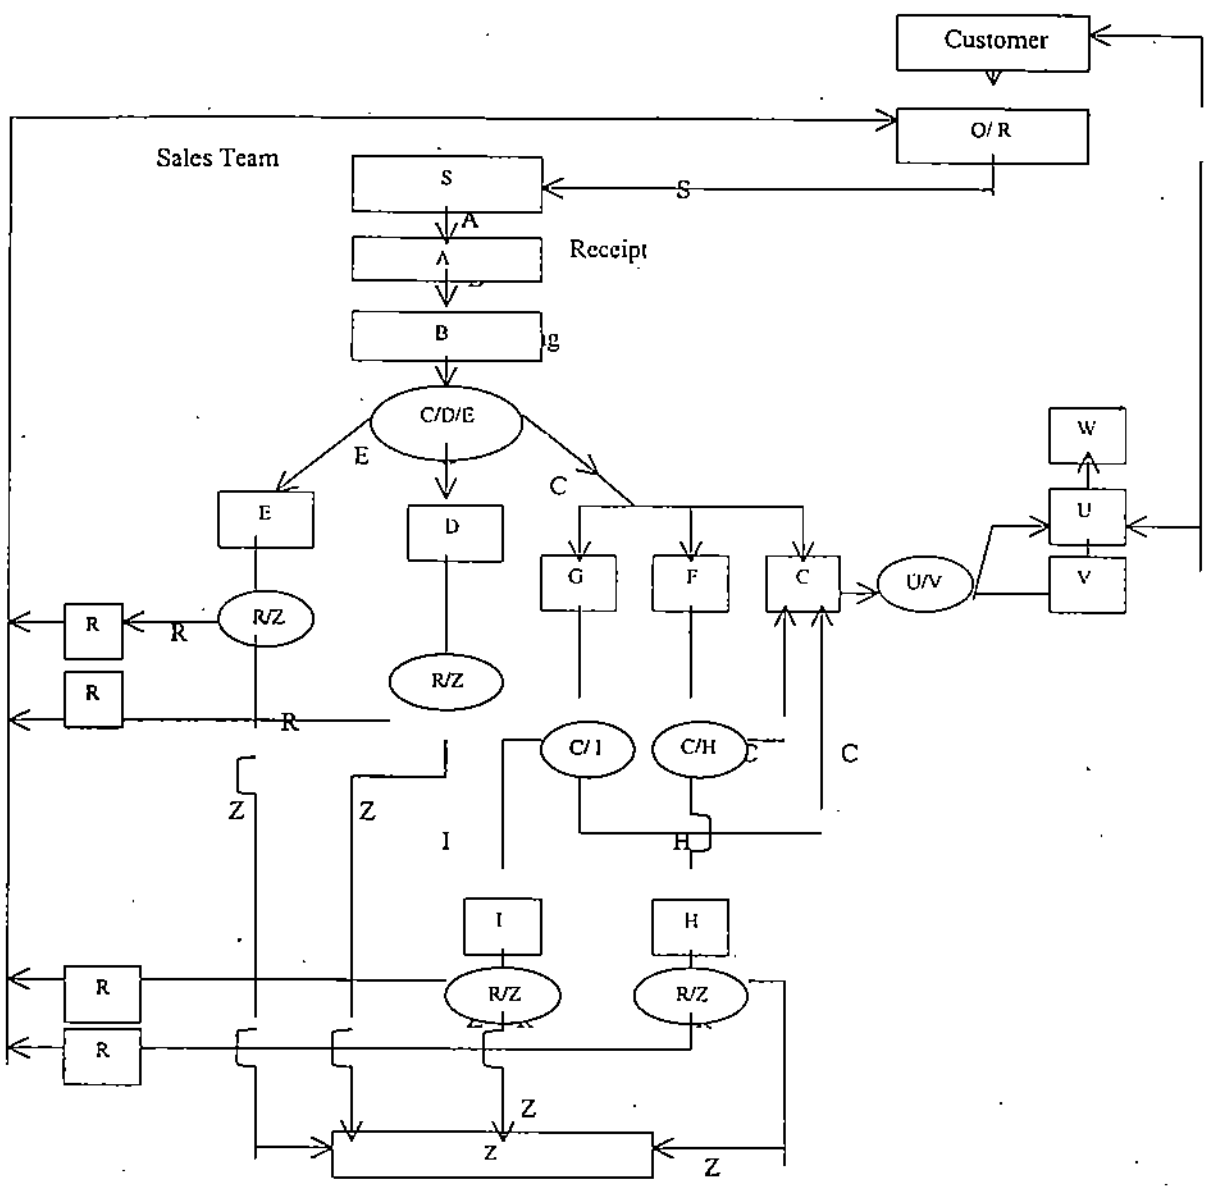 Customer
O/ R
Sales Team
S
S
A
Receipt
A
B
g
C/D/E
E
C
W
E
D
U
G
F
C
U/V
V
R
R
R/Z
R/Z
R
R
C/ I
C/H
C
C
Z
Z
I
H
I
H
R
R/Z
R/Z
R
Z
Z
Z